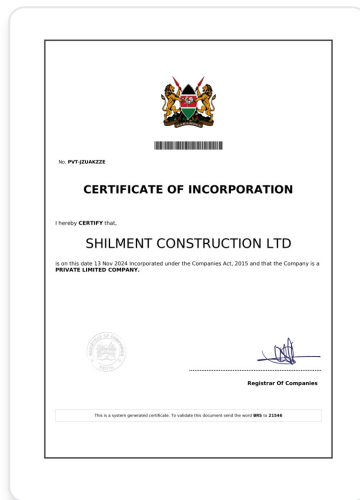 No. PVT-JZUAKZZE
CERTIFICATE OF INCORPORATION
I hereby CERTIFY that,
SHILMENT CONSTRUCTION LTD
is on this date 13 Nov 2024 Incorporated under the Companies Act, 2015 and that the Company is a
PRIVATE LIMITED COMPANY.
Registrar Of Companies
This is a system generated certificate. To validate this document send the word BRS to 21546